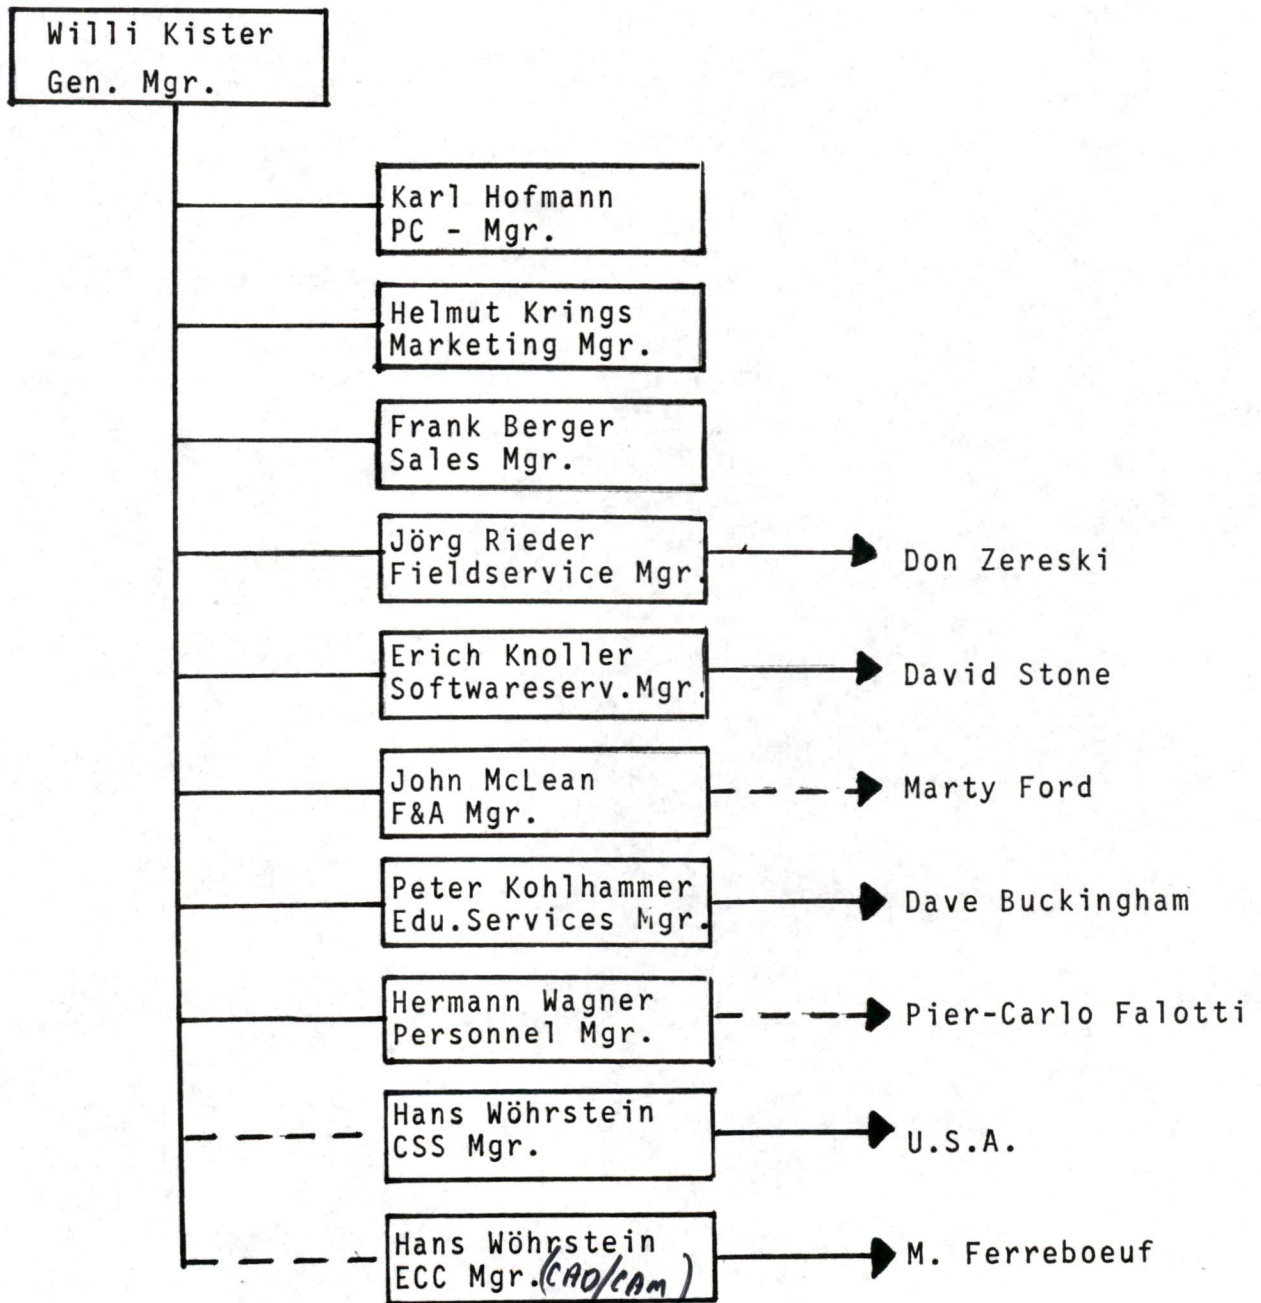 Willi Kister
Gen. Mgr.
Karl Hofmann
PC - Mgr.
Helmut Krings
Marketing Mgr.
Frank Berger
Sales Mgr.
Jörg Rieder
Fieldservice Mgr.
Don Zereski
Erich Knoller
Softwareserv.Mgr.
David Stone
John McLean
F&A Mgr.
Marty Ford
Peter Kohlhammer
Edu.Services Mgr.
Dave Buckingham
Hermann Wagner
Personnel Mgr.
Pier-Carlo Falotti
Hans Wöhrstein
CSS Mgr.
U.S.A.
Hans Wöhrstein
ECC Mgr.(CAD/CAM)
M. Ferreboeuf